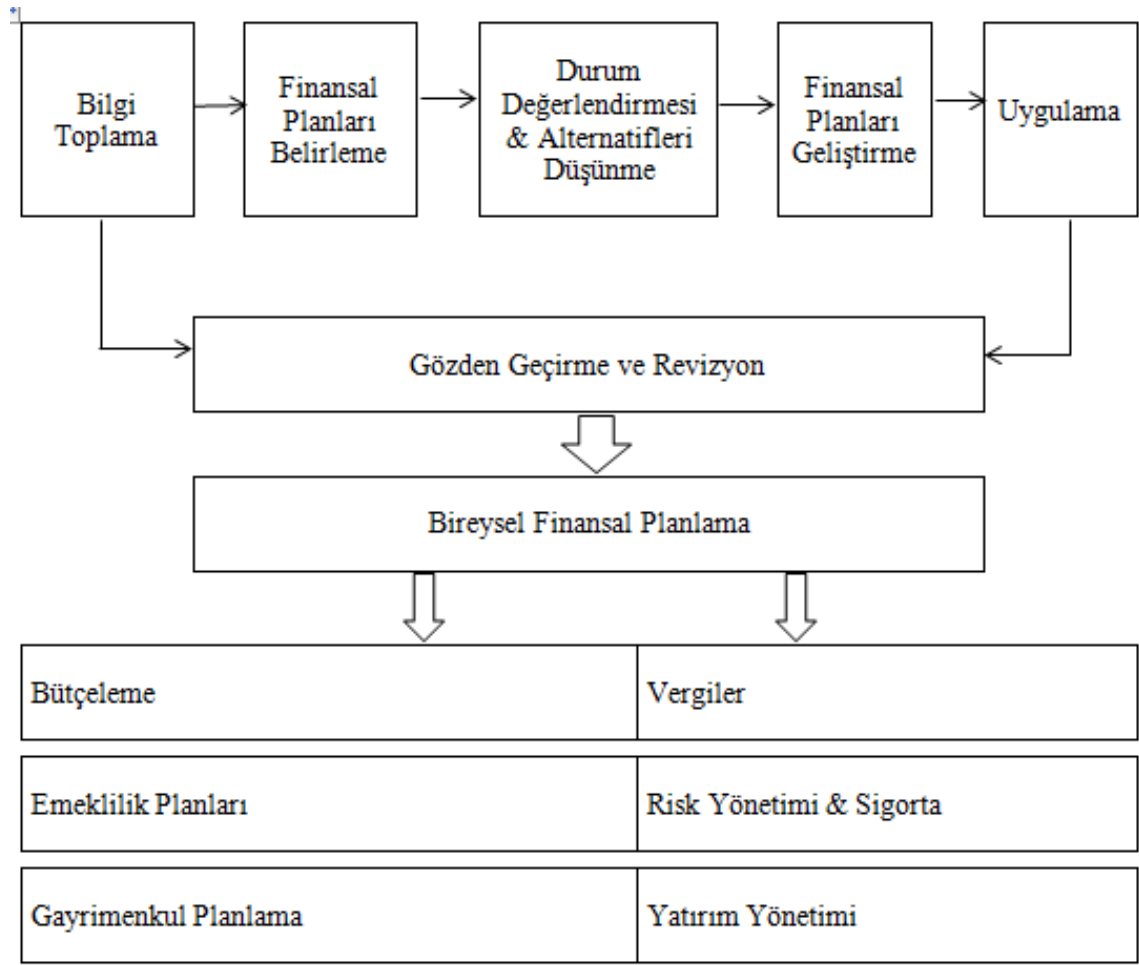 Bilgi
Toplama
Finansal
Planları
Belirleme
Durum
Değerlendirmesi
& Alternatifleri
Düşünme
Finansal
Planları
Geliştirme
Uygulama
Gözden Geçirme ve Revizyon
Bireysel Finansal Planlama
Bütçeleme
Vergiler
Emeklilik Planları
Risk Yönetimi & Sigorta
Gayrimenkul Planlama
Yatırım Yönetimi